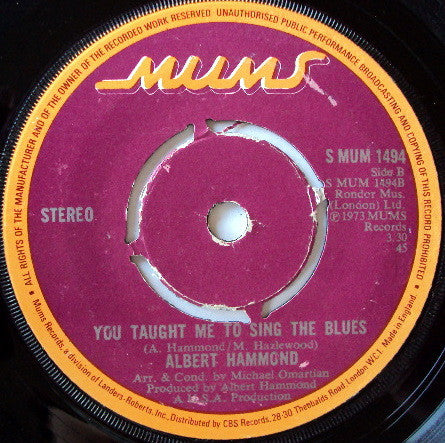 ALL RIGHTS OF THE MANUFACTURER AND OF THE OWNER OF THE RECORDED WORK RESERVED UNAUTHORISED PUBLIC PERFORMANCE BROADCASTING AND COPYING OF THIS RECORD PROHIBITED
MUMS
S MUM 1494
Side B
S MUM 1494B
Rondor Mus.
(London) Ltd.
Ⓟ1973 MUMS
Records
3.30
45
STEREO
YOU TAUGHT ME TO SING THE BLUES
(A. Hammond/M. Hazlewood)
ALBERT HAMMOND
Arr. & Cond. by Michael Omartian
Produced by Albert Hammond
Production
Mums Records, a division of Landers-Roberts, Inc., Distributed by CBS Records, 28-30 Theobalds Road, London W.C.1.